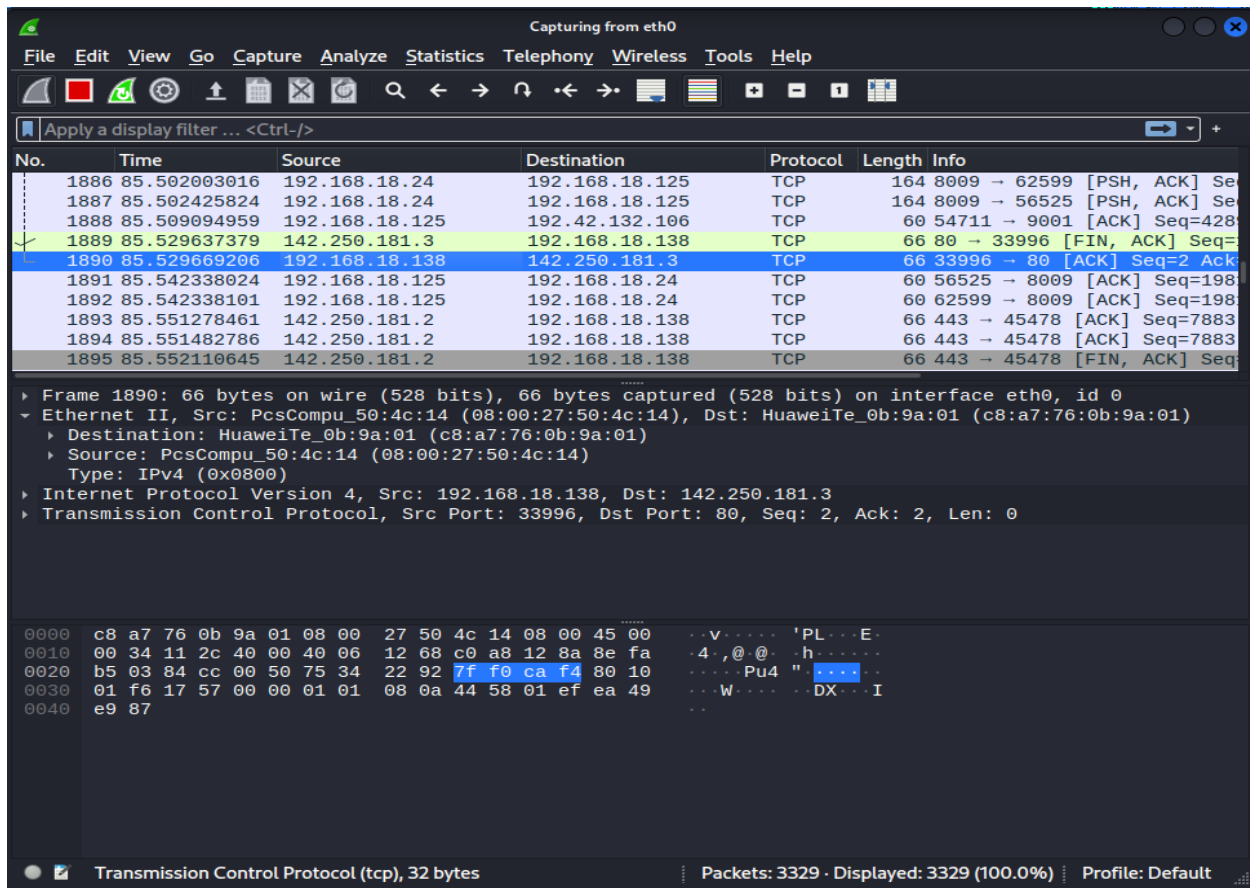 Capturing from eth0
File Edit View Go Capture Analyze Statistics Telephony Wireless Tools Help
Apply a display filter … <Ctrl-/>
No. Time Source Destination Protocol Length Info
1886 85.502003016 192.168.18.24 192.168.18.125 TCP 164 8009 → 62599 [PSH, ACK] Se
1887 85.502425824 192.168.18.24 192.168.18.125 TCP 164 8009 → 56525 [PSH, ACK] Se
1888 85.509094959 192.168.18.125 192.42.132.106 TCP 60 54711 → 9001 [ACK] Seq=428
1889 85.529637379 142.250.181.3 192.168.18.138 TCP 66 80 → 33996 [FIN, ACK] Seq=
1890 85.529669206 192.168.18.138 142.250.181.3 TCP 66 33996 → 80 [ACK] Seq=2 Ack
1891 85.542338024 192.168.18.125 192.168.18.24 TCP 60 56525 → 8009 [ACK] Seq=198
1892 85.542338101 192.168.18.125 192.168.18.24 TCP 60 62599 → 8009 [ACK] Seq=198
1893 85.551278461 142.250.181.2 192.168.18.138 TCP 66 443 → 45478 [ACK] Seq=7883
1894 85.551482786 142.250.181.2 192.168.18.138 TCP 66 443 → 45478 [ACK] Seq=7883
1895 85.552110645 142.250.181.2 192.168.18.138 TCP 66 443 → 45478 [FIN, ACK] Seq
Frame 1890: 66 bytes on wire (528 bits), 66 bytes captured (528 bits) on interface eth0, id 0
Ethernet II, Src: PcsCompu_50:4c:14 (08:00:27:50:4c:14), Dst: HuaweiTe_0b:9a:01 (c8:a7:76:0b:9a:01)
Destination: HuaweiTe_0b:9a:01 (c8:a7:76:0b:9a:01)
Source: PcsCompu_50:4c:14 (08:00:27:50:4c:14)
Type: IPv4 (0x0800)
Internet Protocol Version 4, Src: 192.168.18.138, Dst: 142.250.181.3
Transmission Control Protocol, Src Port: 33996, Dst Port: 80, Seq: 2, Ack: 2, Len: 0
0000 c8 a7 76 0b 9a 01 08 00 27 50 4c 14 08 00 45 00 ··v····· 'PL···E·
0010 00 34 11 2c 40 00 40 06 12 68 c0 a8 12 8a 8e fa ·4·,@·@· ·h······
0020 b5 03 84 cc 00 50 75 34 22 92 7f f0 ca f4 80 10 ·····Pu4 "·······
0030 01 f6 17 57 00 00 01 01 08 0a 44 58 01 ef ea 49 ···W···· ··DX···I
0040 e9 87 ··
Transmission Control Protocol (tcp), 32 bytes Packets: 3329 · Displayed: 3329 (100.0%) Profile: Default